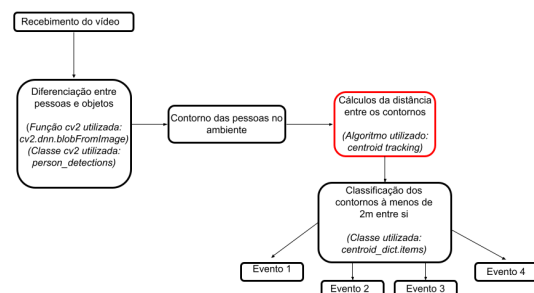 Recebimento do vídeo
Diferenciação entre
pessoas e objetos
(Função cv2 utilizada:
cv2.dnn.blobFromImage)
(Classe cv2 utilizada:
person_detections)
Contorno das pessoas no
ambiente
Cálculos da distância
entre os contornos
(Algoritmo utilizado:
centroid tracking)
Classificação dos
contornos à menos de
2m entre si
(Classe utilizada:
centroid_dict.items)
Evento 1
Evento 2
Evento 3
Evento 4